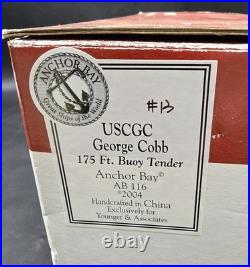 ANCHOR BAY
Great Ships of the World
#13
USCGC
George Cobb
175 Ft. Buoy Tender
Anchor Bay©
AB 116
©2004
Handcrafted in China
Exclusively for
Younger & Associates